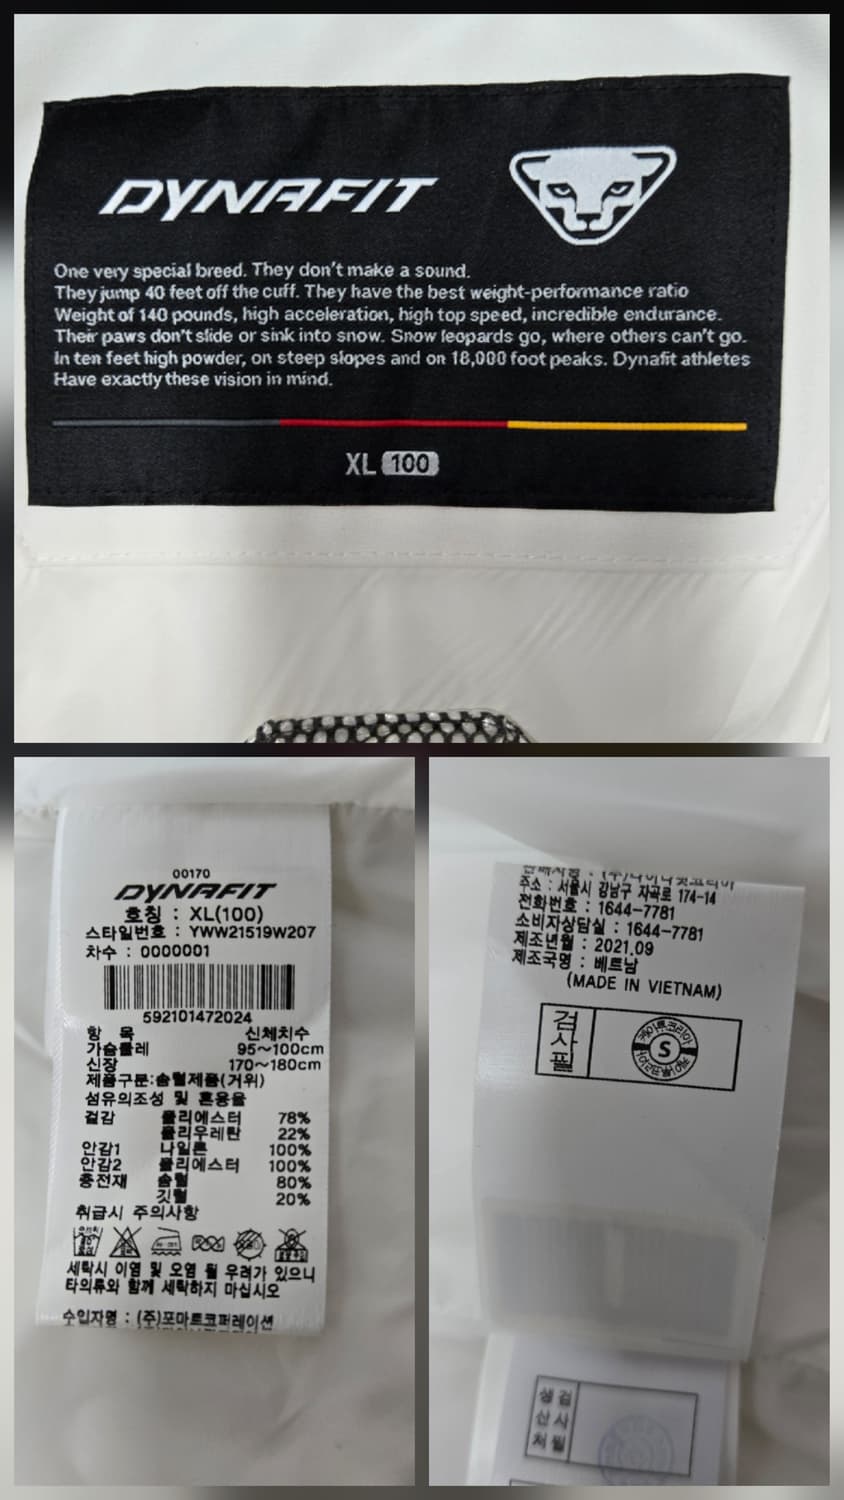 DYNAFIT
One very special breed. They don't make a sound.
They jump 40 feet off the cuff. They have the best weight-performance ratio
Weight of 140 pounds, high acceleration, high top speed, incredible endurance.
Their paws don't slide or sink into snow. Snow leopards go, where others can't go.
In ten feet high powder, on steep slopes and on 18,000 foot peaks. Dynafit athletes
Have exactly these vision in mind.
XL 100
00170
DYNAFIT
호칭 : XL(100)
스타일번호 : YWW21519W207
차수 : 0000001
592101472024
항 목 신체치수
가슴둘레 95~100cm
신장 170~180cm
제품구분:솜털제품(거위)
섬유의조성 및 혼용율
겉감 폴리에스터 78%
폴리우레탄 22%
안감1 나일론 100%
안감2 폴리에스터 100%
충전재 솜털 80%
깃털 20%
취급시 주의사항
세탁시 이염 및 오염 될 우려가 있으니
타의류와 함께 세탁하지 마십시오
수입자명 : (주)포마트코퍼레이션
주소 : 서울시 강남구 자곡로 174-14
전화번호 : 1644-7781
소비자상담실 : 1644-7781
제조년월 : 2021.09
제조국명 : 베트남
(MADE IN VIETNAM)
검사필
케이투코리아
S
생산처
검사필